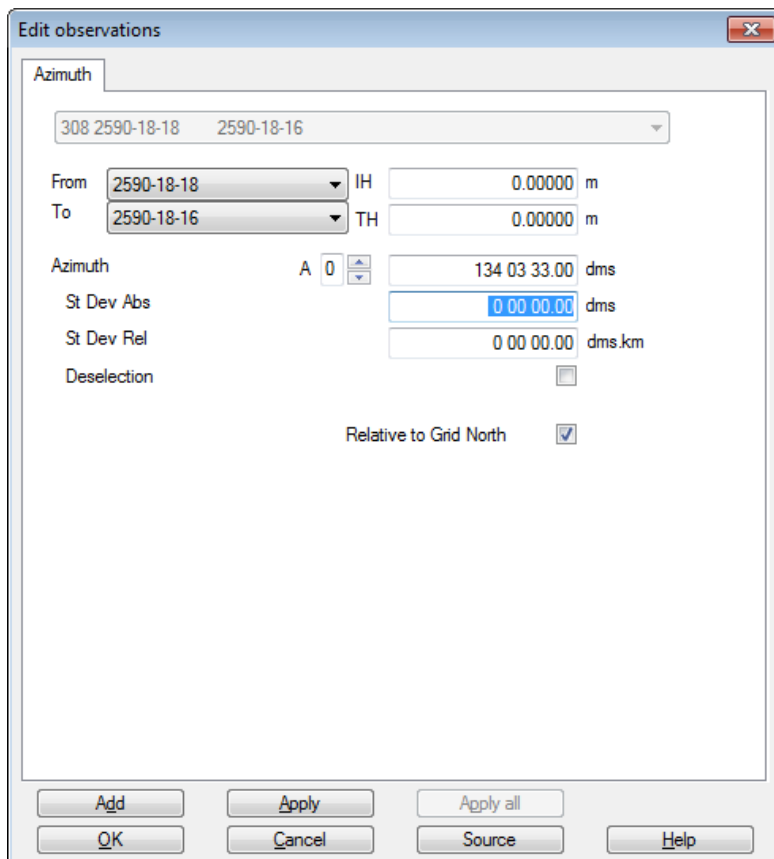 Edit observations
Azimuth
308 2590-18-18 2590-18-16
From 2590-18-18 IH 0.00000 m
To 2590-18-16 TH 0.00000 m
Azimuth A 0 134 03 33.00 dms
St Dev Abs 0 00 00.00 dms
St Dev Rel 0 00 00.00 dms.km
Deselection
Relative to Grid North
Add Apply Apply all
OK Cancel Source Help